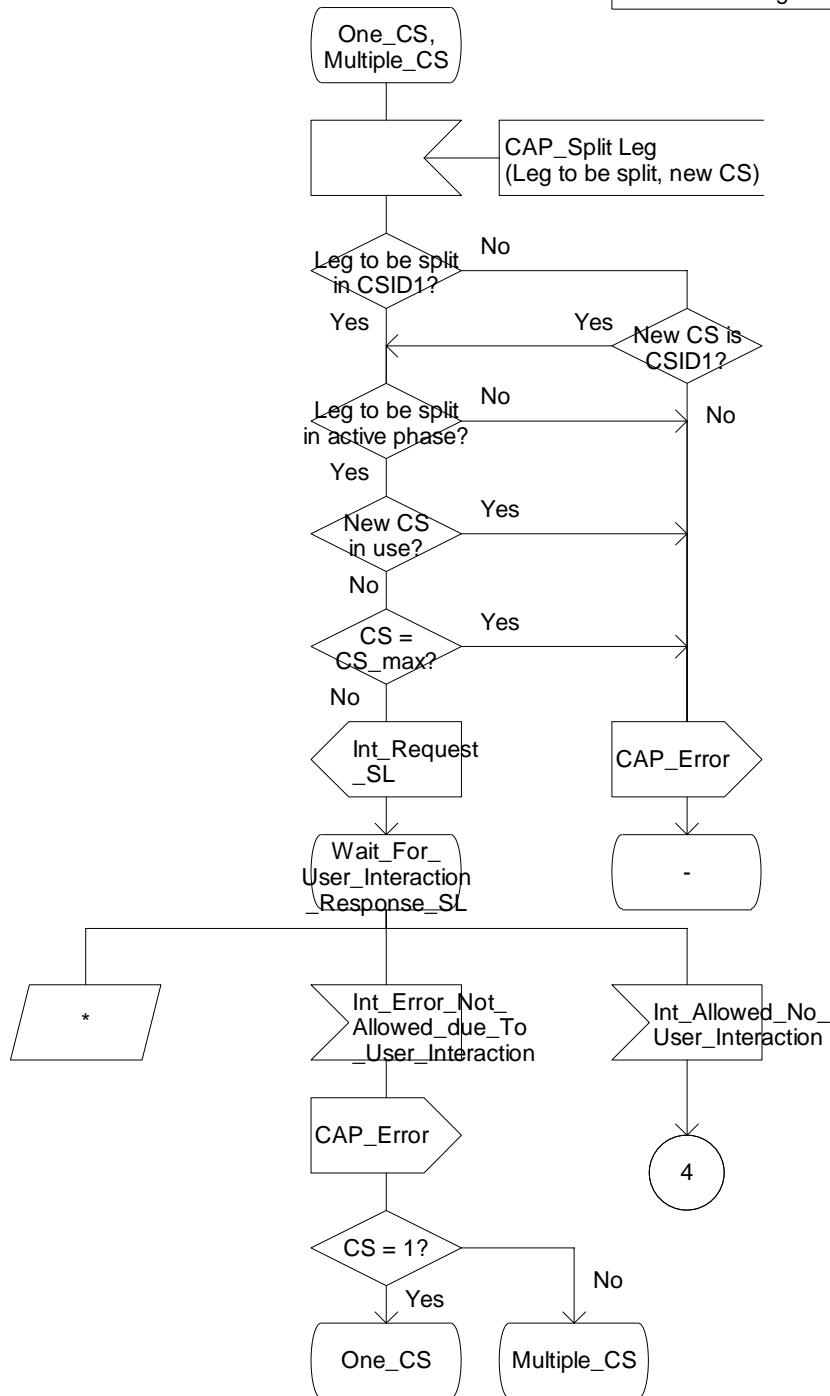 One_CS,
Multiple_CS
CAP_Split Leg
(Leg to be split, new CS)
Leg to be split
in CSID1?
No
Yes
Yes
New CS is
CSID1?
Leg to be split
in active phase?
No
No
Yes
New CS
in use?
Yes
No
CS =
CS_max?
Yes
No
Int_Request
_SL
CAP_Error
Wait_For_
User_Interaction
_Response_SL
-
*
Int_Error_Not_
Allowed_due_To
_User_Interaction
Int_Allowed_No_
User_Interaction
CAP_Error
4
CS = 1?
No
Yes
One_CS
Multiple_CS